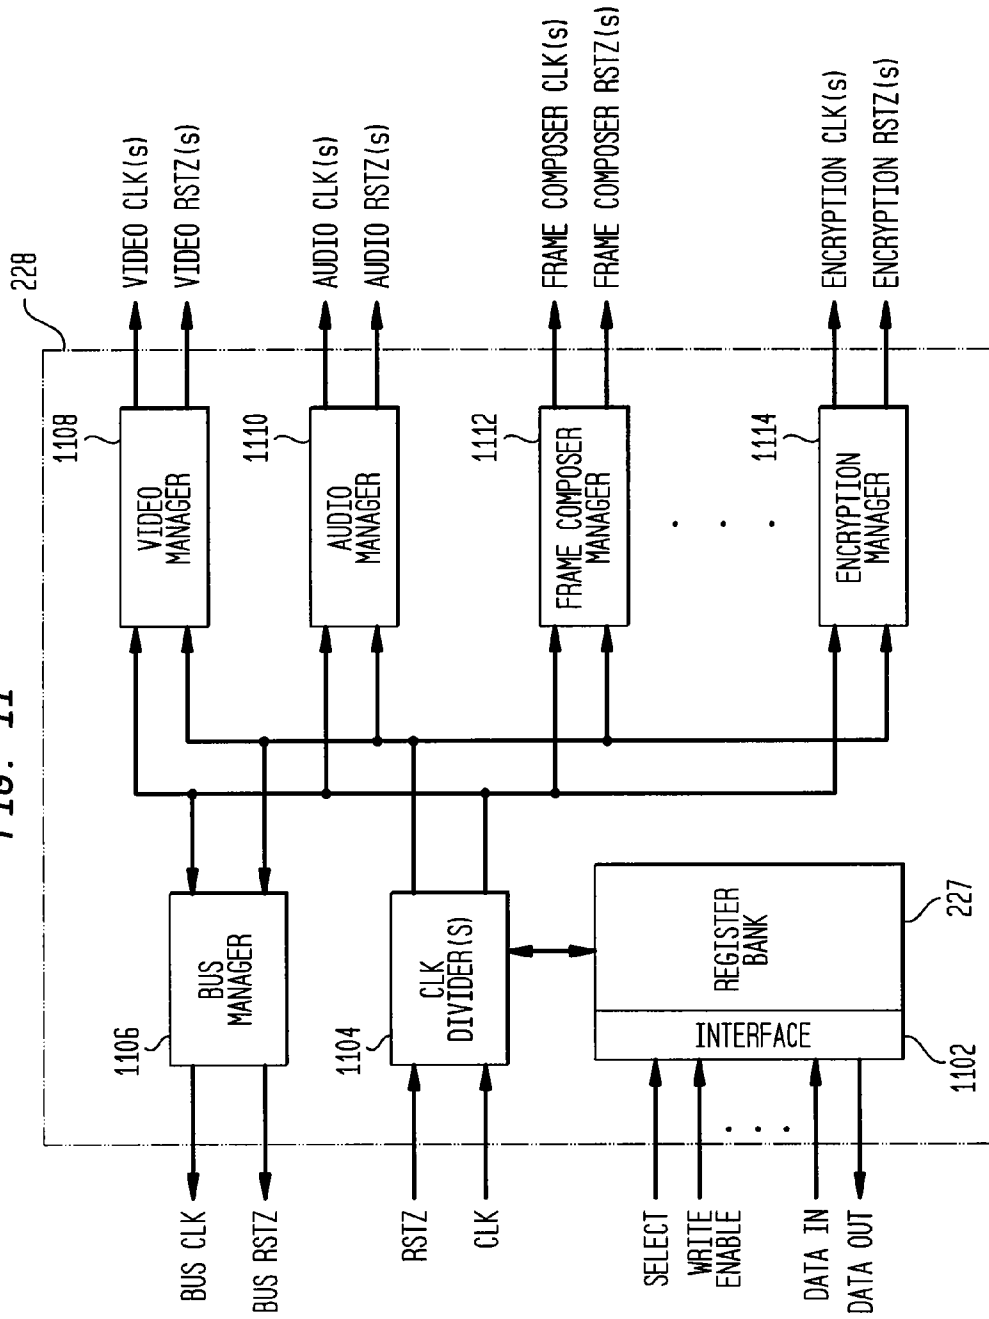 FIG. 11
228
BUS CLK
BUS RSTZ
1106
BUS
MANAGER
RSTZ
CLK
1104
CLK
DIVIDER(S)
SELECT
WRITE
ENABLE
. . .
DATA IN
DATA OUT
INTERFACE
1102
REGISTER
BANK
227
1108
VIDEO
MANAGER
VIDEO CLK(s)
VIDEO RSTZ(s)
1110
AUDIO
MANAGER
AUDIO CLK(s)
AUDIO RSTZ(s)
1112
FRAME COMPOSER
MANAGER
FRAME COMPOSER CLK(s)
FRAME COMPOSER RSTZ(s)
. . .
1114
ENCRYPTION
MANAGER
ENCRYPTION CLK(s)
ENCRYPTION RSTZ(s)